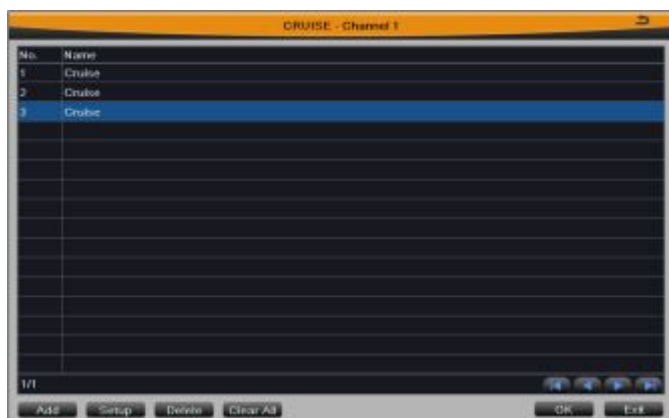 CRUISE - Channel 1
No. Name
1 Cruise
2 Cruise
3 Cruise
1/1
Add Setup Delete Clear All OK Exit